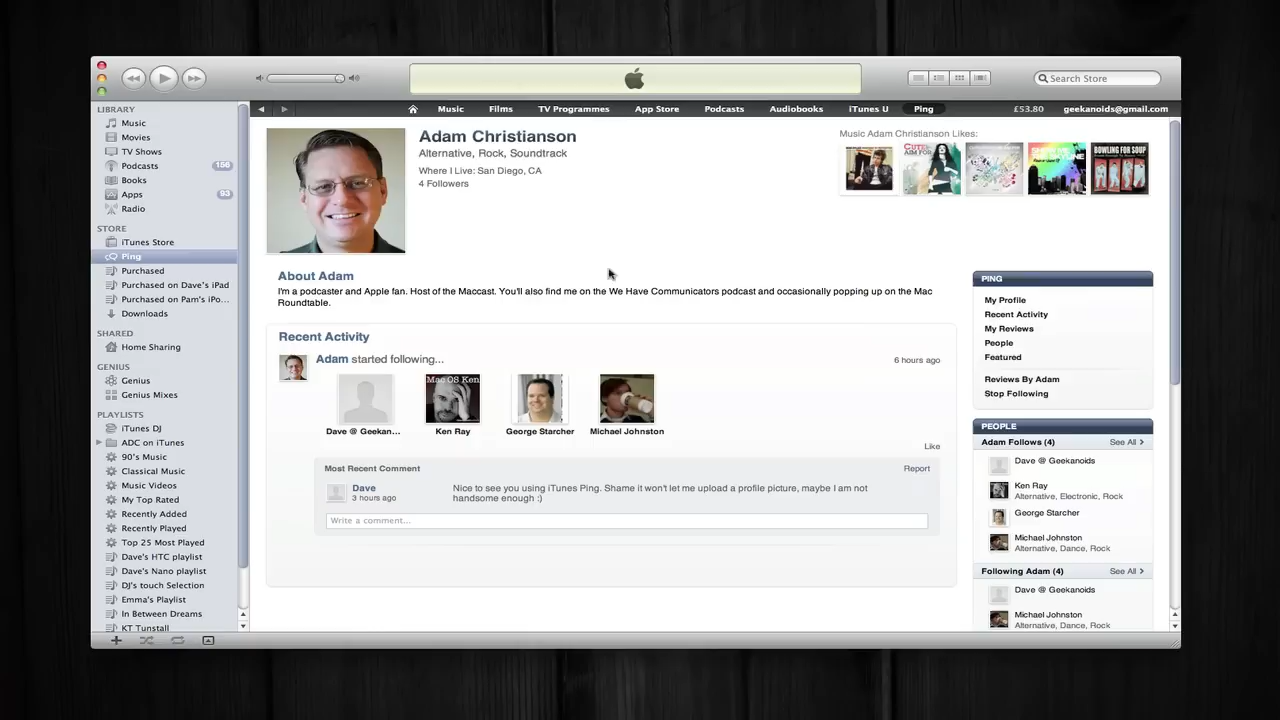 Search Store
LIBRARY
Music
Movies
TV Shows
Podcasts 156
Books
Apps 93
Radio
STORE
iTunes Store
Ping
Purchased
Purchased on Dave's iPad
Purchased on Pam's iPo...
Downloads
SHARED
Home Sharing
GENIUS
Genius
Genius Mixes
PLAYLISTS
iTunes DJ
ADC on iTunes
90's Music
Classical Music
Music Videos
My Top Rated
Recently Added
Recently Played
Top 25 Most Played
Dave's HTC playlist
Dave's Nano playlist
DJ's touch Selection
Emma's Playlist
In Between Dreams
KT Tunstall
Music Films TV Programmes App Store Podcasts Audiobooks iTunes U Ping £53.80 geekanoids@gmail.com
Adam Christianson
Alternative, Rock, Soundtrack
Where I Live: San Diego, CA
4 Followers
Music Adam Christianson Likes:
BOWLING FOR SOUP
About Adam
I'm a podcaster and Apple fan. Host of the Maccast. You'll also find me on the We Have Communicators podcast and occasionally popping up on the Mac
Roundtable.
Recent Activity
Adam started following... 6 hours ago
Mac OS Ken
Dave @ Geekan... Ken Ray George Starcher Michael Johnston
Like
Most Recent Comment Report
Dave
3 hours ago
Nice to see you using iTunes Ping. Shame it won't let me upload a profile picture, maybe I am not
handsome enough :)
Write a comment...
PING
My Profile
Recent Activity
My Reviews
People
Featured
Reviews By Adam
Stop Following
PEOPLE
Adam Follows (4) See All
Dave @ Geekanoids
Ken Ray
Alternative, Electronic, Rock
George Starcher
Michael Johnston
Alternative, Dance, Rock
Following Adam (4) See All
Dave @ Geekanoids
Michael Johnston
Alternative, Dance, Rock